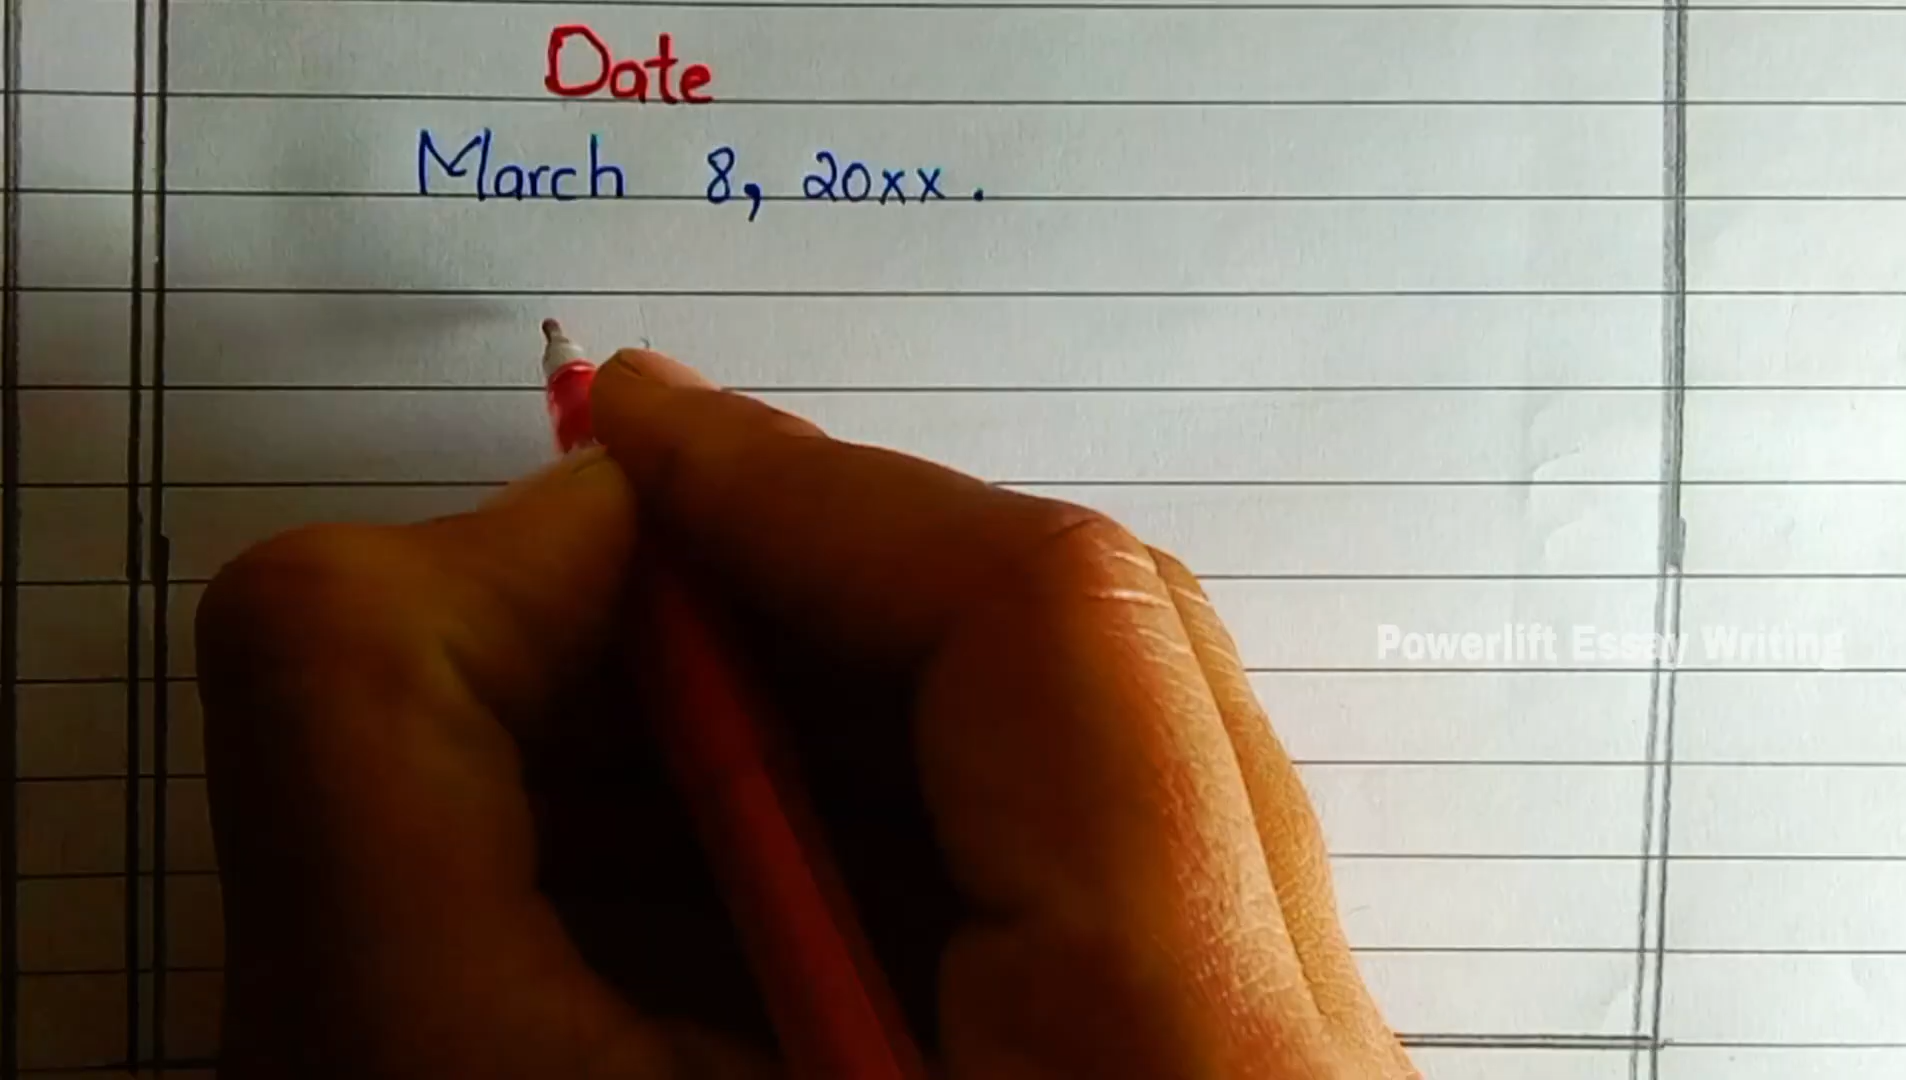 Date
March 8, 20xx.
Powerlift Essay Writing